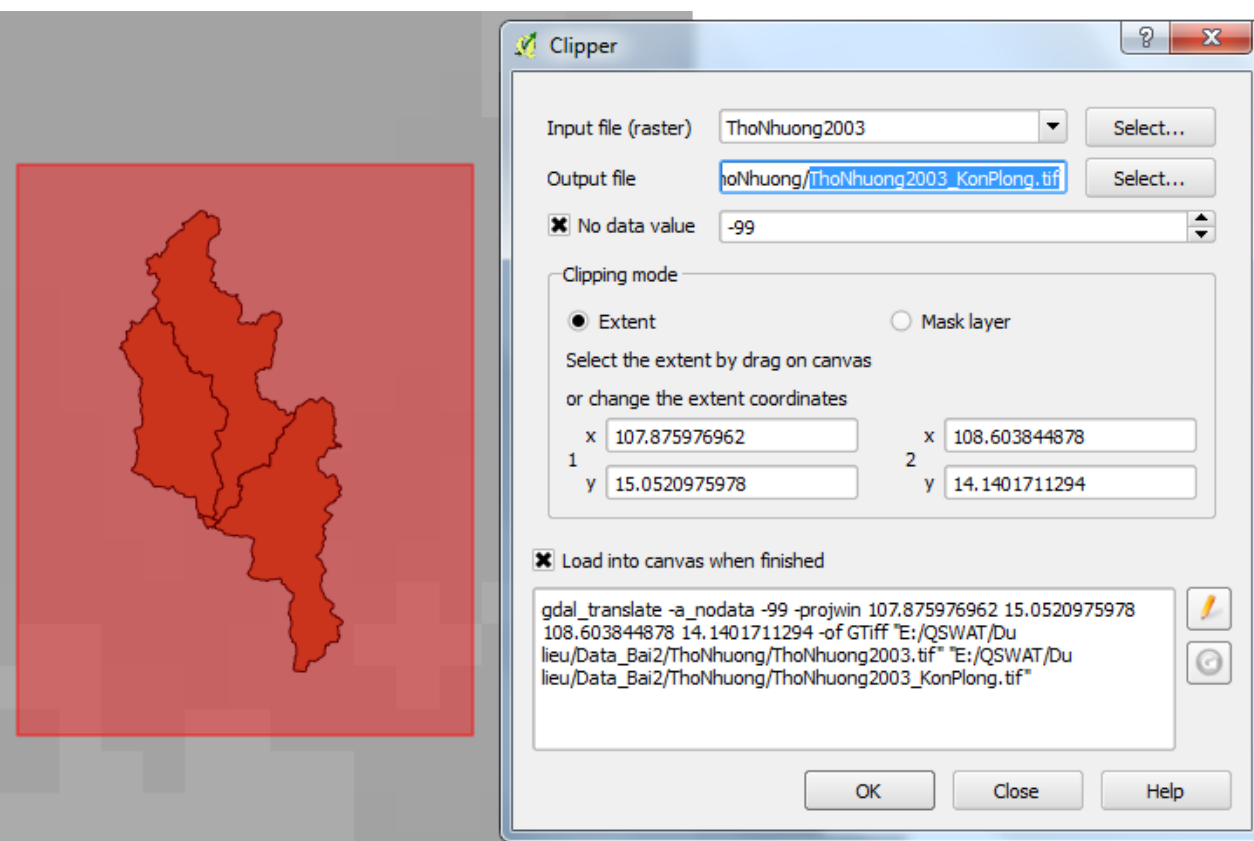 Clipper
Input file (raster) ThoNhuong2003 Select...
Output file hoNhuong/ThoNhuong2003_KonPlong.tif Select...
No data value -99
Clipping mode
Extent Mask layer
Select the extent by drag on canvas
or change the extent coordinates
x 107.875976962 x 108.603844878
1 2
y 15.0520975978 y 14.1401711294
Load into canvas when finished
gdal_translate -a_nodata -99 -projwin 107.875976962 15.0520975978
108.603844878 14.1401711294 -of GTiff "E:/QSWAT/Du
lieu/Data_Bai2/ThoNhuong/ThoNhuong2003.tif" "E:/QSWAT/Du
lieu/Data_Bai2/ThoNhuong/ThoNhuong2003_KonPlong.tif"
OK Close Help